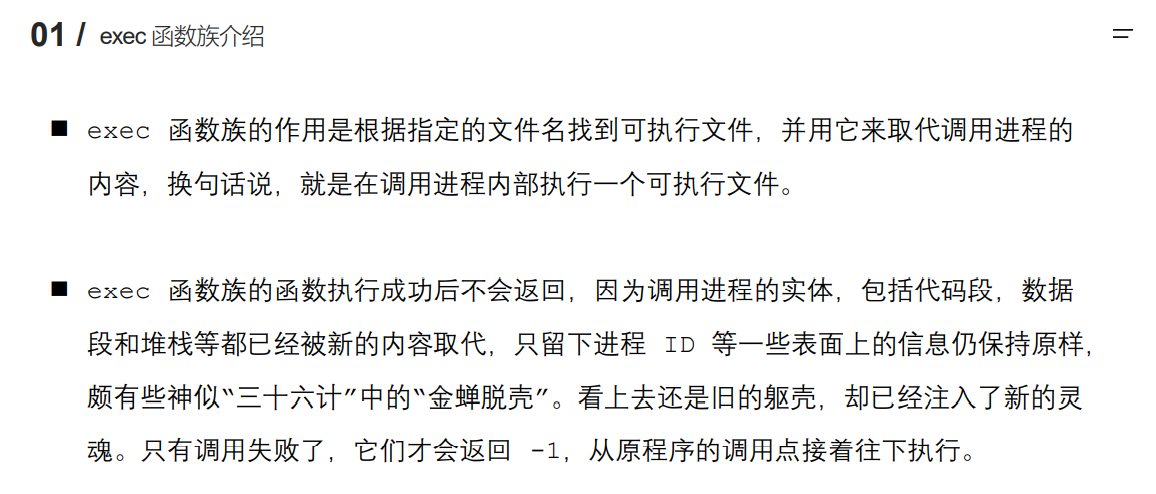 01 / exec 函数族介绍
■ exec 函数族的作用是根据指定的文件名找到可执行文件，并用它来取代调用进程的
内容，换句话说，就是在调用进程内部执行一个可执行文件。
■ exec 函数族的函数执行成功后不会返回，因为调用进程的实体，包括代码段，数据
段和堆栈等都已经被新的内容取代，只留下进程 ID 等一些表面上的信息仍保持原样，
颇有些神似“三十六计”中的“金蝉脱壳”。看上去还是旧的躯壳，却已经注入了新的灵
魂。只有调用失败了，它们才会返回 -1，从原程序的调用点接着往下执行。